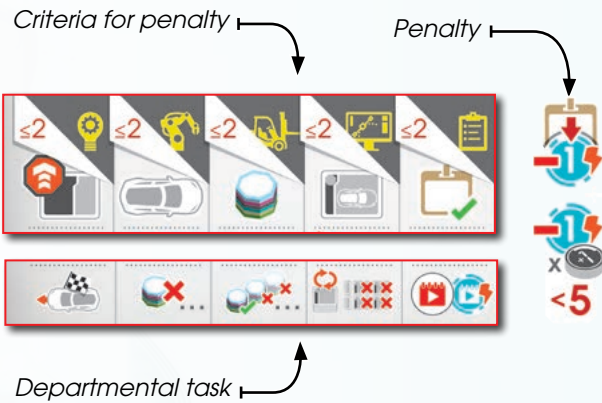 Criteria for penalty
Penalty
≤2 ≤2 ≤2 ≤2 ≤2
-1
-1
x
<5
... ... ...
Departmental task